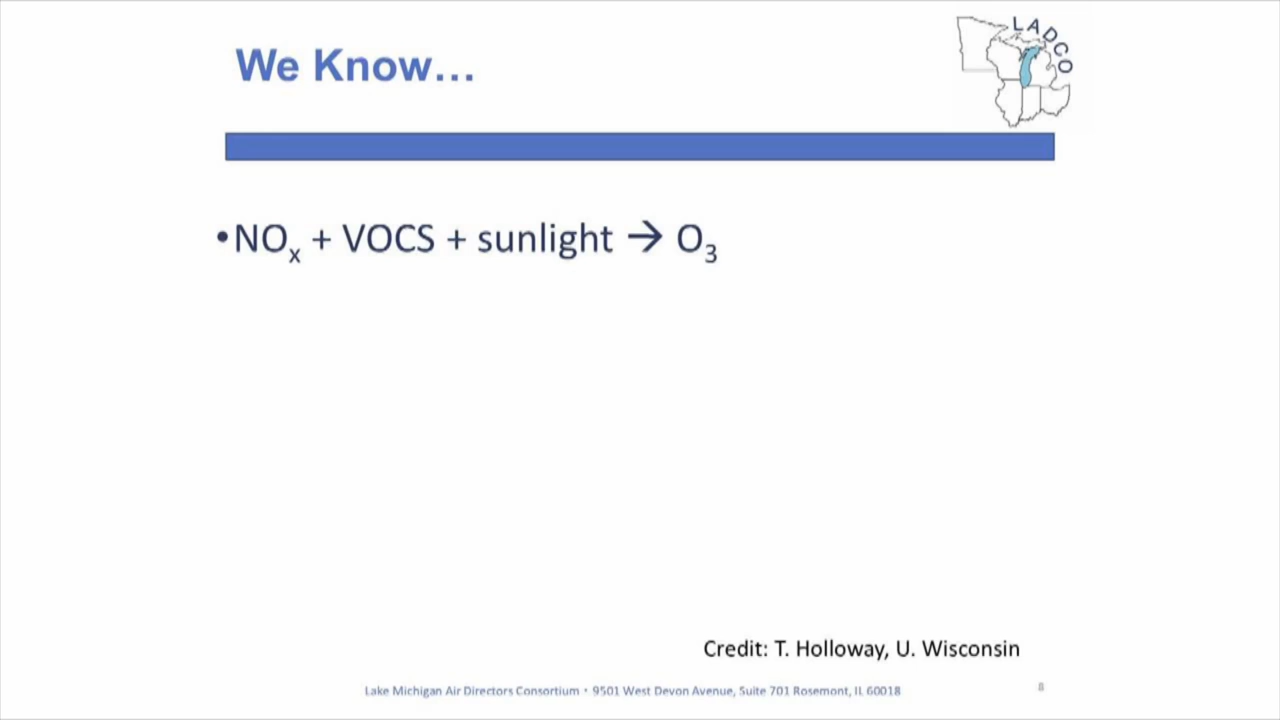 We Know…
LADCO
•NOₓ + VOCS + sunlight → O₃
Credit: T. Holloway, U. Wisconsin
Lake Michigan Air Directors Consortium • 9501 West Devon Avenue, Suite 701 Rosemont, IL 60018
8